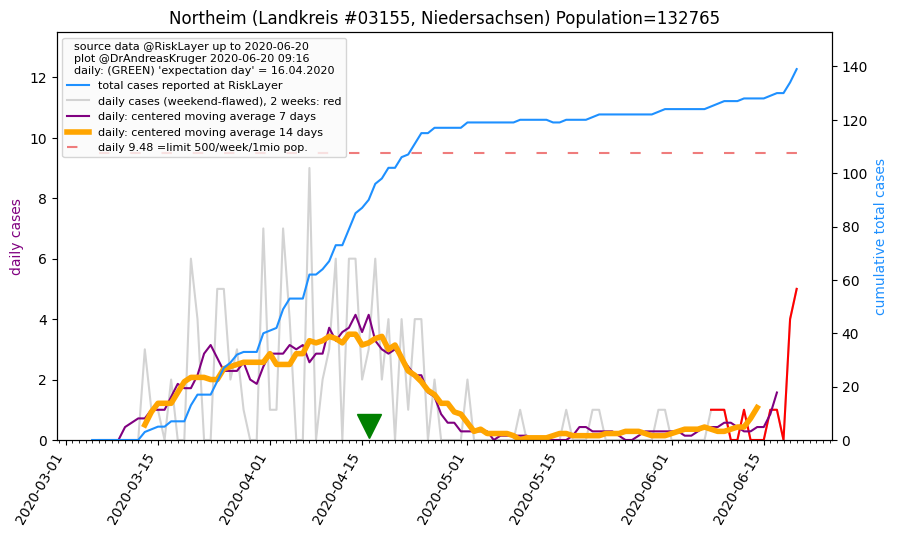 Northeim (Landkreis #03155, Niedersachsen) Population=132765
source data @RiskLayer up to 2020-06-20
plot @DrAndreasKruger 2020-06-20 09:16
daily: (GREEN) 'expectation day' = 16.04.2020
total cases reported at RiskLayer
daily cases (weekend-flawed), 2 weeks: red
daily: centered moving average 7 days
daily: centered moving average 14 days
daily 9.48 =limit 500/week/1mio pop.
daily cases
12
10
8
6
4
2
0
cumulative total cases
140
120
100
80
60
40
20
0
2020-03-01
2020-03-15
2020-04-01
2020-04-15
2020-05-01
2020-05-15
2020-06-01
2020-06-15